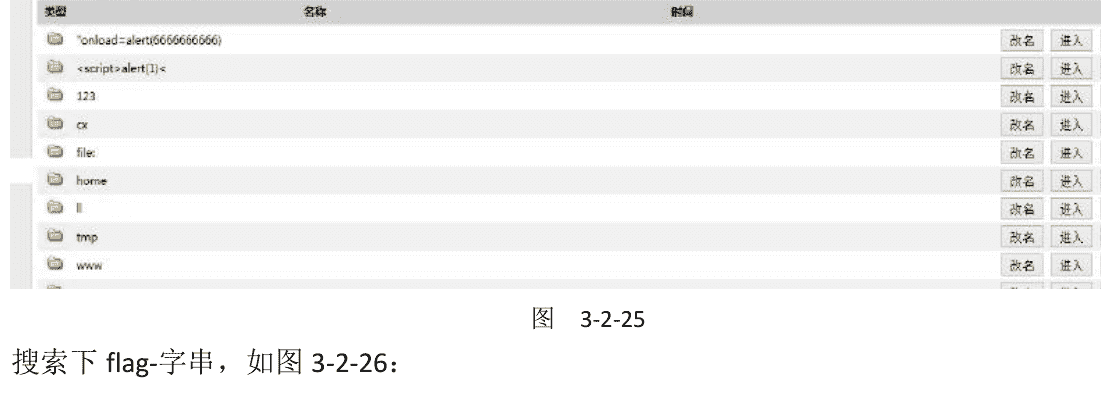 类型 名称 时间
"onload=alert(6666666666) 改名 进入
<script>alert(1)< 改名 进入
123 改名 进入
cx 改名 进入
file: 改名 进入
home 改名 进入
ll 改名 进入
tmp 改名 进入
www 改名 进入
图 3-2-25
搜索下 flag-字串，如图 3-2-26：